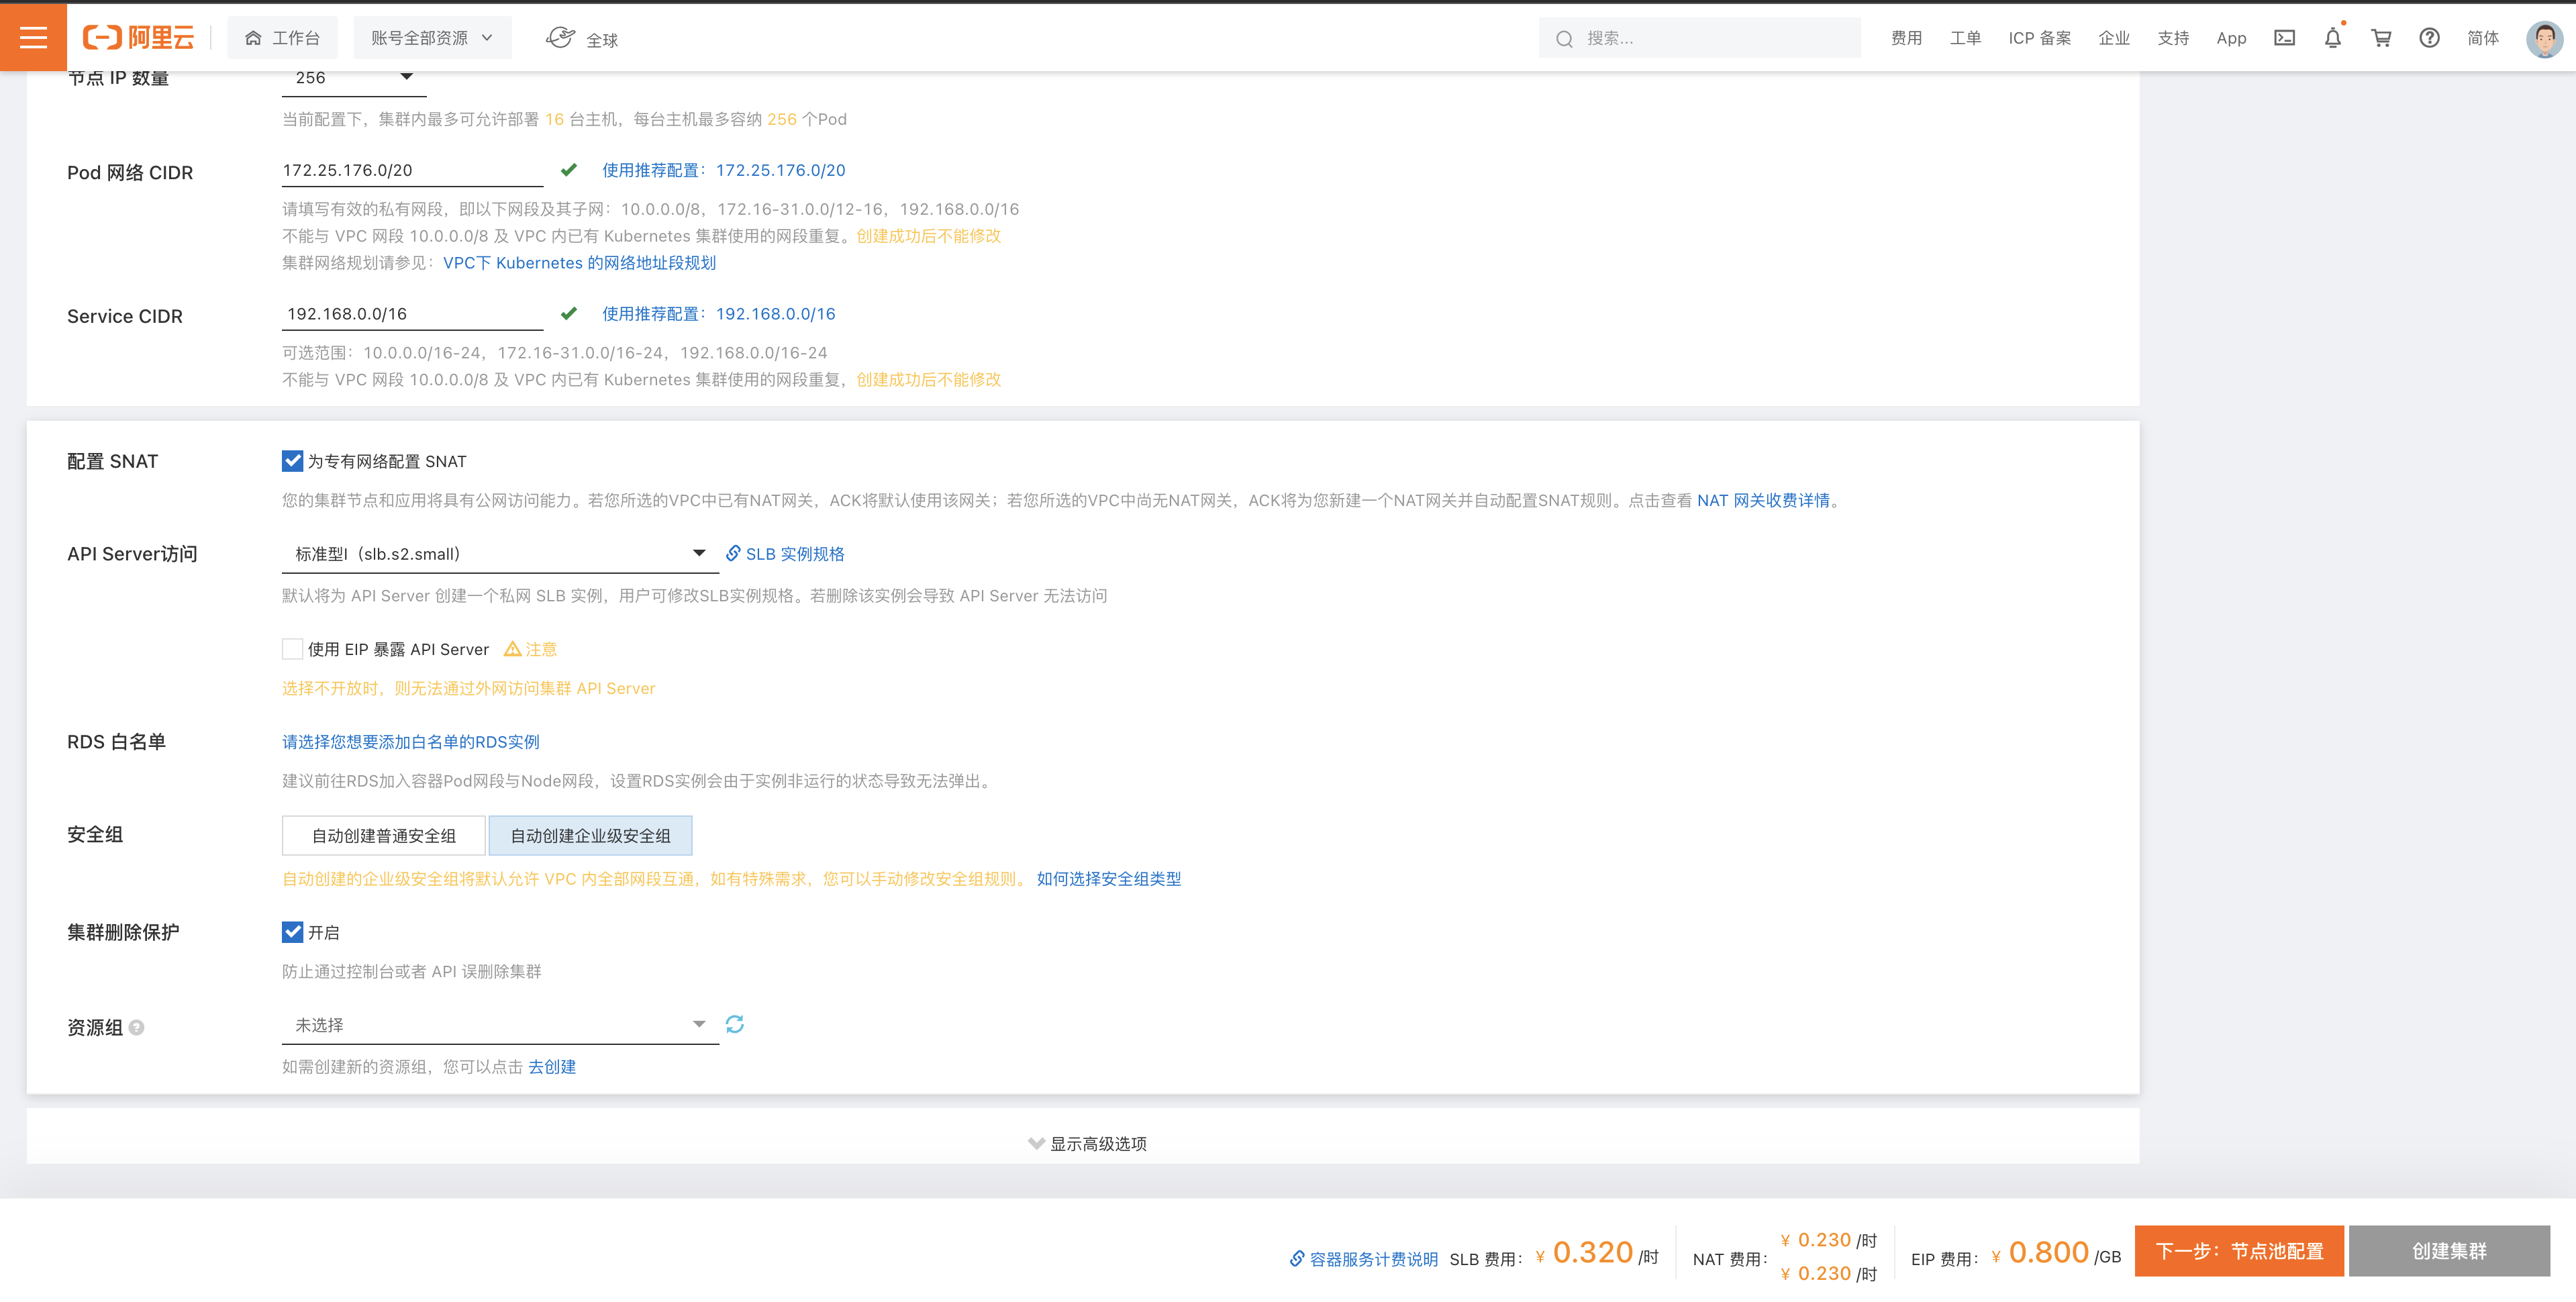 阿里云
工作台
账号全部资源
全球
搜索...
费用
工单
ICP 备案
企业
支持
App
简体
节点 IP 数量
256
当前配置下，集群内最多可允许部署 16 台主机，每台主机最多容纳 256 个Pod
Pod 网络 CIDR
172.25.176.0/20
使用推荐配置：172.25.176.0/20
请填写有效的私有网段，即以下网段及其子网：10.0.0.0/8，172.16-31.0.0/12-16，192.168.0.0/16
不能与 VPC 网段 10.0.0.0/8 及 VPC 内已有 Kubernetes 集群使用的网段重复。创建成功后不能修改
集群网络规划请参见：VPC下 Kubernetes 的网络地址段规划
Service CIDR
192.168.0.0/16
使用推荐配置：192.168.0.0/16
可选范围：10.0.0.0/16-24，172.16-31.0.0/16-24，192.168.0.0/16-24
不能与 VPC 网段 10.0.0.0/8 及 VPC 内已有 Kubernetes 集群使用的网段重复，创建成功后不能修改
配置 SNAT
为专有网络配置 SNAT
您的集群节点和应用将具有公网访问能力。若您所选的VPC中已有NAT网关，ACK将默认使用该网关；若您所选的VPC中尚无NAT网关，ACK将为您新建一个NAT网关并自动配置SNAT规则。点击查看 NAT 网关收费详情。
API Server访问
标准型I（slb.s2.small）
SLB 实例规格
默认将为 API Server 创建一个私网 SLB 实例，用户可修改SLB实例规格。若删除该实例会导致 API Server 无法访问
使用 EIP 暴露 API Server
注意
选择不开放时，则无法通过外网访问集群 API Server
RDS 白名单
请选择您想要添加白名单的RDS实例
建议前往RDS加入容器Pod网段与Node网段，设置RDS实例会由于实例非运行的状态导致无法弹出。
安全组
自动创建普通安全组
自动创建企业级安全组
自动创建的企业级安全组将默认允许 VPC 内全部网段互通，如有特殊需求，您可以手动修改安全组规则。 如何选择安全组类型
集群删除保护
开启
防止通过控制台或者 API 误删除集群
资源组
未选择
如需创建新的资源组，您可以点击 去创建
显示高级选项
容器服务计费说明
SLB 费用：¥ 0.320 /时
NAT 费用：
¥ 0.230 /时
¥ 0.230 /时
EIP 费用：¥ 0.800 /GB
下一步：节点池配置
创建集群